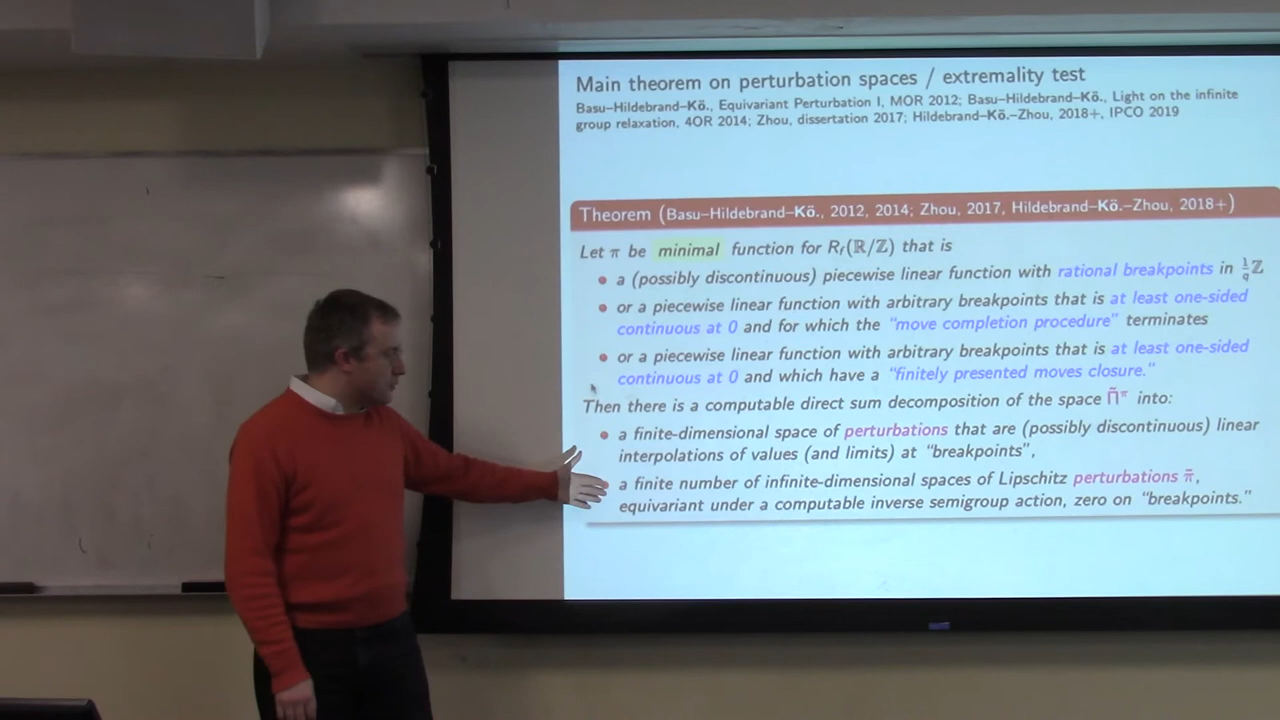 Main theorem on perturbation spaces / extremality test
Basu–Hildebrand–Kö., Equivariant Perturbation I, MOR 2012; Basu–Hildebrand–Kö., Light on the infinite
group relaxation, 4OR 2014; Zhou, dissertation 2017; Hildebrand–Kö.–Zhou, 2018+, IPCO 2019
Theorem (Basu–Hildebrand–Kö., 2012, 2014; Zhou, 2017, Hildebrand–Kö.–Zhou, 2018+)
Let π be minimal function for R_f(ℝ/ℤ) that is
• a (possibly discontinuous) piecewise linear function with rational breakpoints in 1/q ℤ
• or a piecewise linear function with arbitrary breakpoints that is at least one-sided
continuous at 0 and for which the "move completion procedure" terminates
• or a piecewise linear function with arbitrary breakpoints that is at least one-sided
continuous at 0 and which have a "finitely presented moves closure."
Then there is a computable direct sum decomposition of the space Π̃^π into:
• a finite-dimensional space of perturbations that are (possibly discontinuous) linear
interpolations of values (and limits) at "breakpoints",
a finite number of infinite-dimensional spaces of Lipschitz perturbations π̃,
equivariant under a computable inverse semigroup action, zero on "breakpoints."